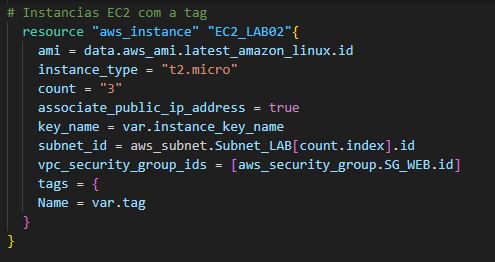 # Instancias EC2 com a tag
resource "aws_instance" "EC2_LAB02"{
ami = data.aws_ami.latest_amazon_linux.id
instance_type = "t2.micro"
count = "3"
associate_public_ip_address = true
key_name = var.instance_key_name
subnet_id = aws_subnet.Subnet_LAB[count.index].id
vpc_security_group_ids = [aws_security_group.SG_WEB.id]
tags = {
Name = var.tag
}
}